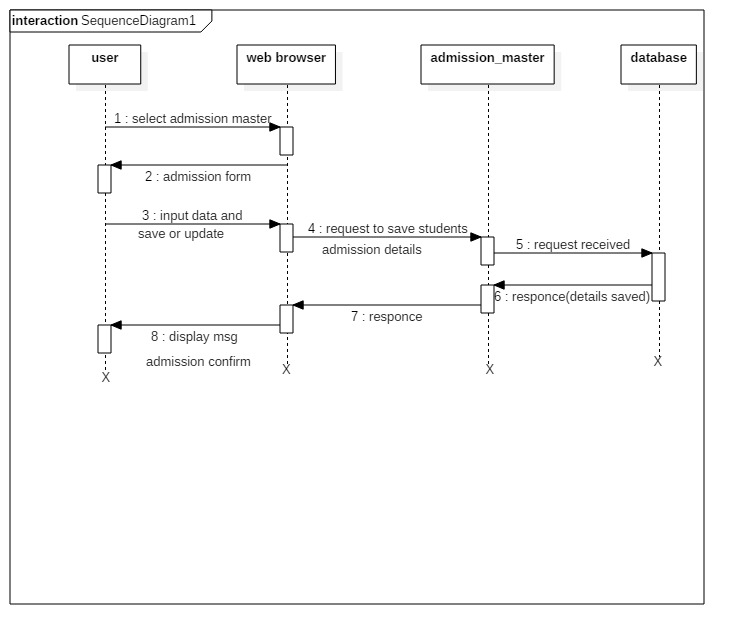 interaction SequenceDiagram1
user
web browser
admission_master
database
1 : select admission master
2 : admission form
3 : input data and
save or update
4 : request to save students
admission details
5 : request received
6 : responce(details saved)
7 : responce
8 : display msg
admission confirm
X
X
X
X